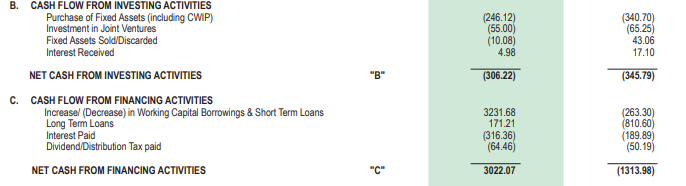 B. CASH FLOW FROM INVESTING ACTIVITIES
Purchase of Fixed Assets (including CWIP) (246.12) (340.70)
Investment in Joint Ventures (55.00) (65.25)
Fixed Assets Sold/Discarded (10.08) 43.06
Interest Received 4.98 17.10
NET CASH FROM INVESTING ACTIVITIES "B" (306.22) (345.79)
C. CASH FLOW FROM FINANCING ACTIVITIES
Increase/ (Decrease) in Working Capital Borrowings & Short Term Loans 3231.68 (263.30)
Long Term Loans 171.21 (810.60)
Interest Paid (316.36) (189.89)
Dividend/Distribution Tax paid (64.46) (50.19)
NET CASH FROM FINANCING ACTIVITIES "C" 3022.07 (1313.98)